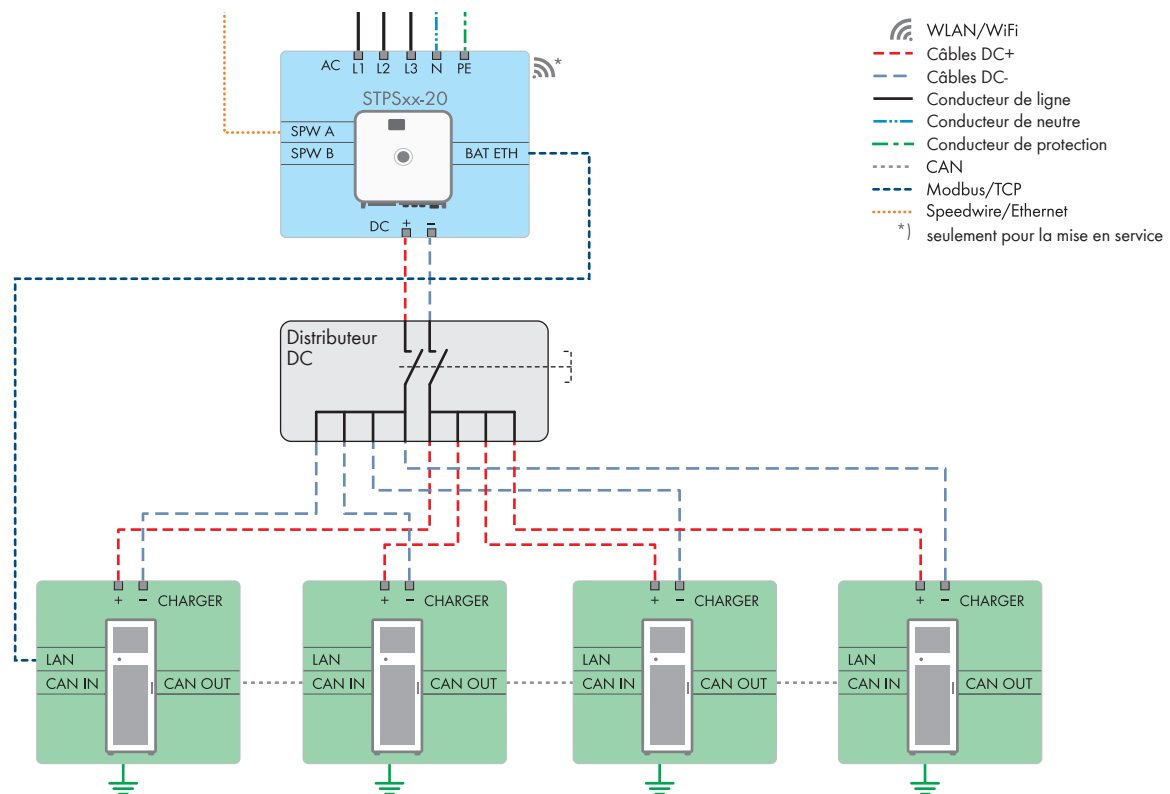 AC L1 L2 L3 N PE *
STPSxx-20
SPW A
SPW B
BAT ETH
DC + −
WLAN/WiFi
Câbles DC+
Câbles DC-
Conducteur de ligne
Conducteur de neutre
Conducteur de protection
CAN
Modbus/TCP
Speedwire/Ethernet
*) seulement pour la mise en service
Distributeur
DC
+ − CHARGER
LAN
CAN IN
CAN OUT
+ − CHARGER
LAN
CAN IN
CAN OUT
+ − CHARGER
LAN
CAN IN
CAN OUT
+ − CHARGER
LAN
CAN IN
CAN OUT